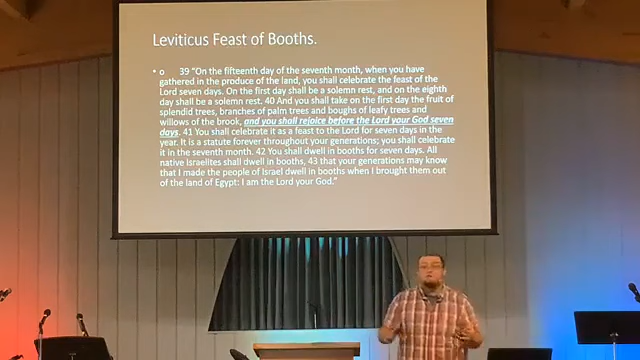 Leviticus Feast of Booths.
• o 39 “On the fifteenth day of the seventh month, when you have
gathered in the produce of the land, you shall celebrate the feast of the
Lord seven days. On the first day shall be a solemn rest, and on the eighth
day shall be a solemn rest. 40 And you shall take on the first day the fruit of
splendid trees, branches of palm trees and boughs of leafy trees and
willows of the brook, and you shall rejoice before the Lord your God seven
days. 41 You shall celebrate it as a feast to the Lord for seven days in the
year. It is a statute forever throughout your generations; you shall celebrate
it in the seventh month. 42 You shall dwell in booths for seven days. All
native Israelites shall dwell in booths, 43 that your generations may know
that I made the people of Israel dwell in booths when I brought them out
of the land of Egypt: I am the Lord your God.”